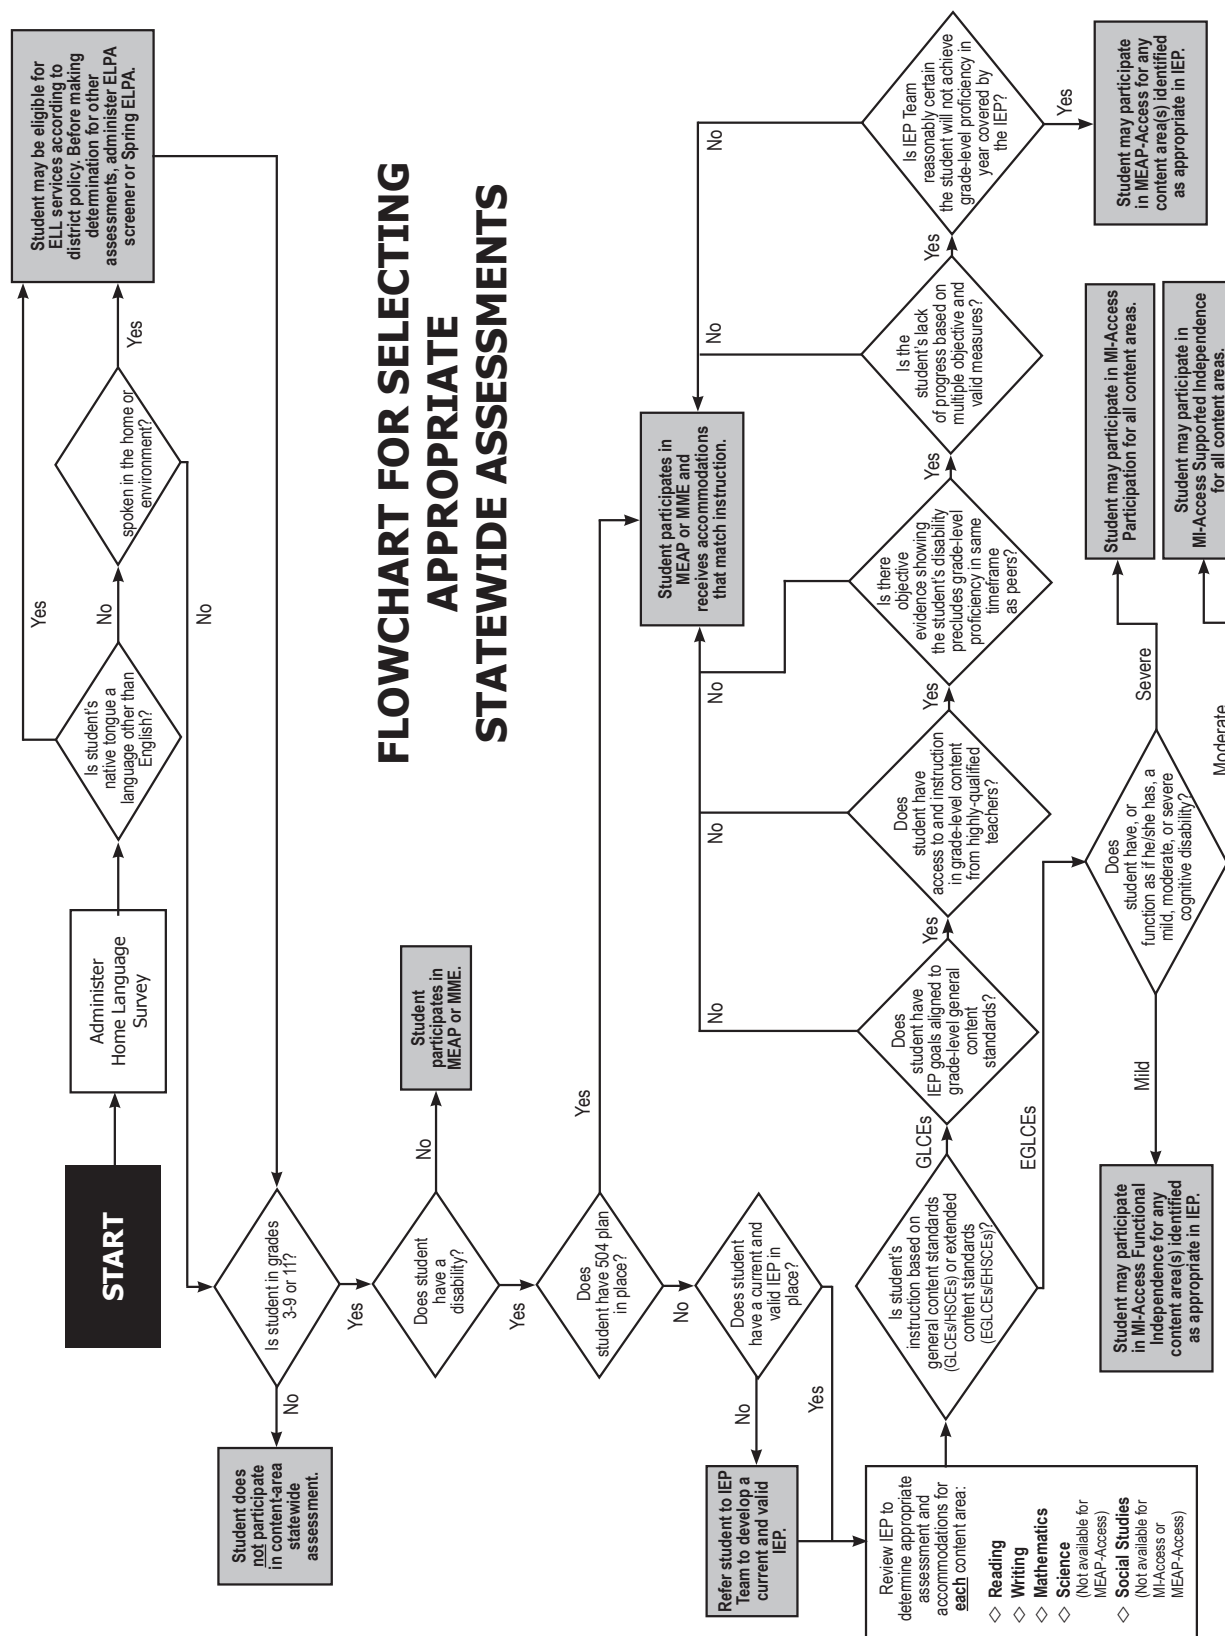 FLOWCHART FOR SELECTING
APPROPRIATE
STATEWIDE ASSESSMENTS
START
Administer
Home Language
Survey
Is student's
native tongue a
language other than
English?
Yes
No
spoken in the home or
environment?
Yes
No
Student may be eligible for
ELL services according to
district policy. Before making
determination for other
assessments, administer ELPA
screener or Spring ELPA.
Is student in grades
3-9 or 11?
No
Student does
not participate
in content-area
statewide
assessment.
Yes
Does student
have a
disability?
No
Student
participates in
MEAP or MME.
Yes
Does
student have 504 plan
in place?
Yes
Student participates in
MEAP or MME and
receives accommodations
that match instruction.
No
Does student
have a current and
valid IEP in
place?
No
Yes
Refer student to IEP
Team to develop a
current and valid
IEP.
Review IEP to
determine appropriate
assessment and
accommodations for
each content area:
◇ Reading
◇ Writing
◇ Mathematics
◇ Science
(Not available for
MEAP-Access)
◇ Social Studies
(Not available for
MI-Access or
MEAP-Access)
Is student's
instruction based on
general content standards
(GLCEs/HSCEs) or extended
content standards
(EGLCEs/EHSCEs)?
GLCEs
EGLCEs
Does
student have
IEP goals aligned to
grade-level general
content
standards?
No
Yes
Does
student have
access to and instruction
in grade-level content
from highly-qualified
teachers?
No
Yes
Is there
objective
evidence showing
the student's disability
precludes grade-level
proficiency in same
timeframe
as peers?
No
Yes
Is the
student's lack
of progress based on
multiple objective and
valid measures?
No
Yes
Is IEP Team
reasonably certain
the student will not achieve
grade-level proficiency in
year covered by
the IEP?
No
Yes
Student may participate
in MEAP-Access for any
content area(s) identified
as appropriate in IEP.
Does
student have, or
function as if he/she has, a
mild, moderate, or severe
cognitive disability?
Mild
Student may participate
in MI-Access Functional
Independence for any
content area(s) identified
as appropriate in IEP.
Severe
Student may participate in MI-Access
Participation for all content areas.
Moderate
Student may participate in
MI-Access Supported Independence
for all content areas.